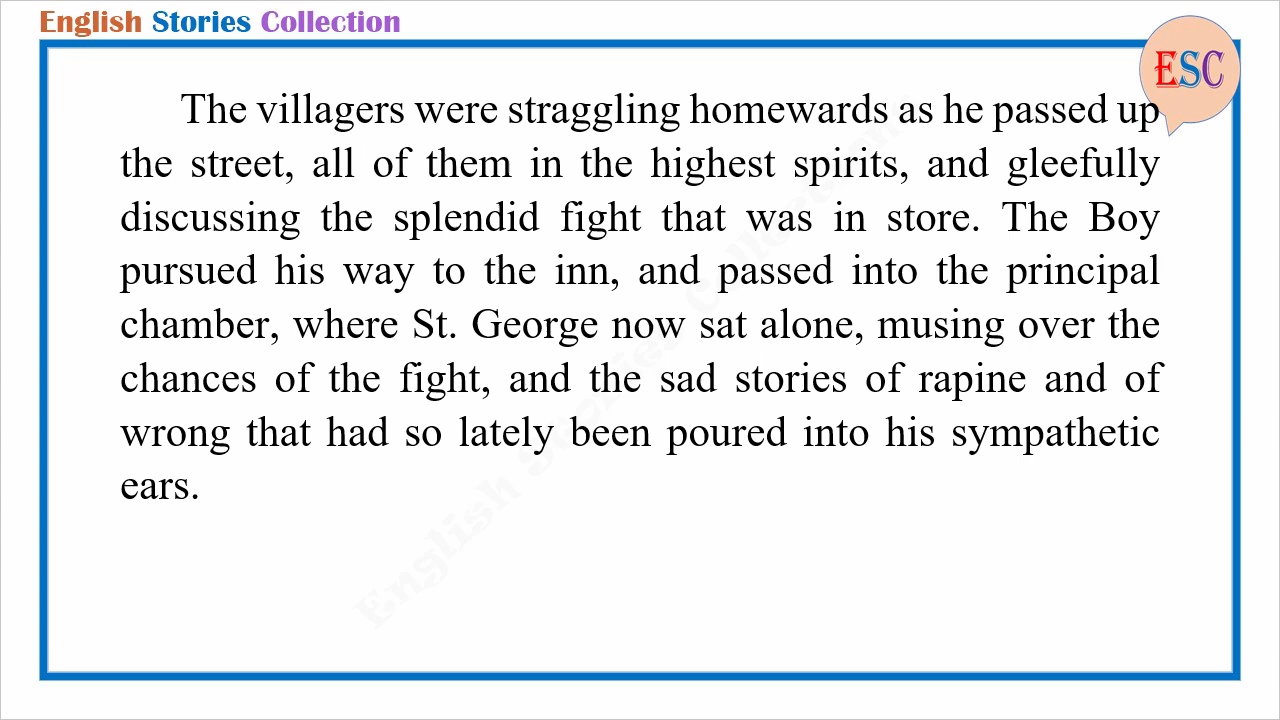 English Stories Collection
ESC
The villagers were straggling homewards as he passed up
the street, all of them in the highest spirits, and gleefully
discussing the splendid fight that was in store. The Boy
pursued his way to the inn, and passed into the principal
chamber, where St. George now sat alone, musing over the
chances of the fight, and the sad stories of rapine and of
wrong that had so lately been poured into his sympathetic
ears.
English Stories Collections